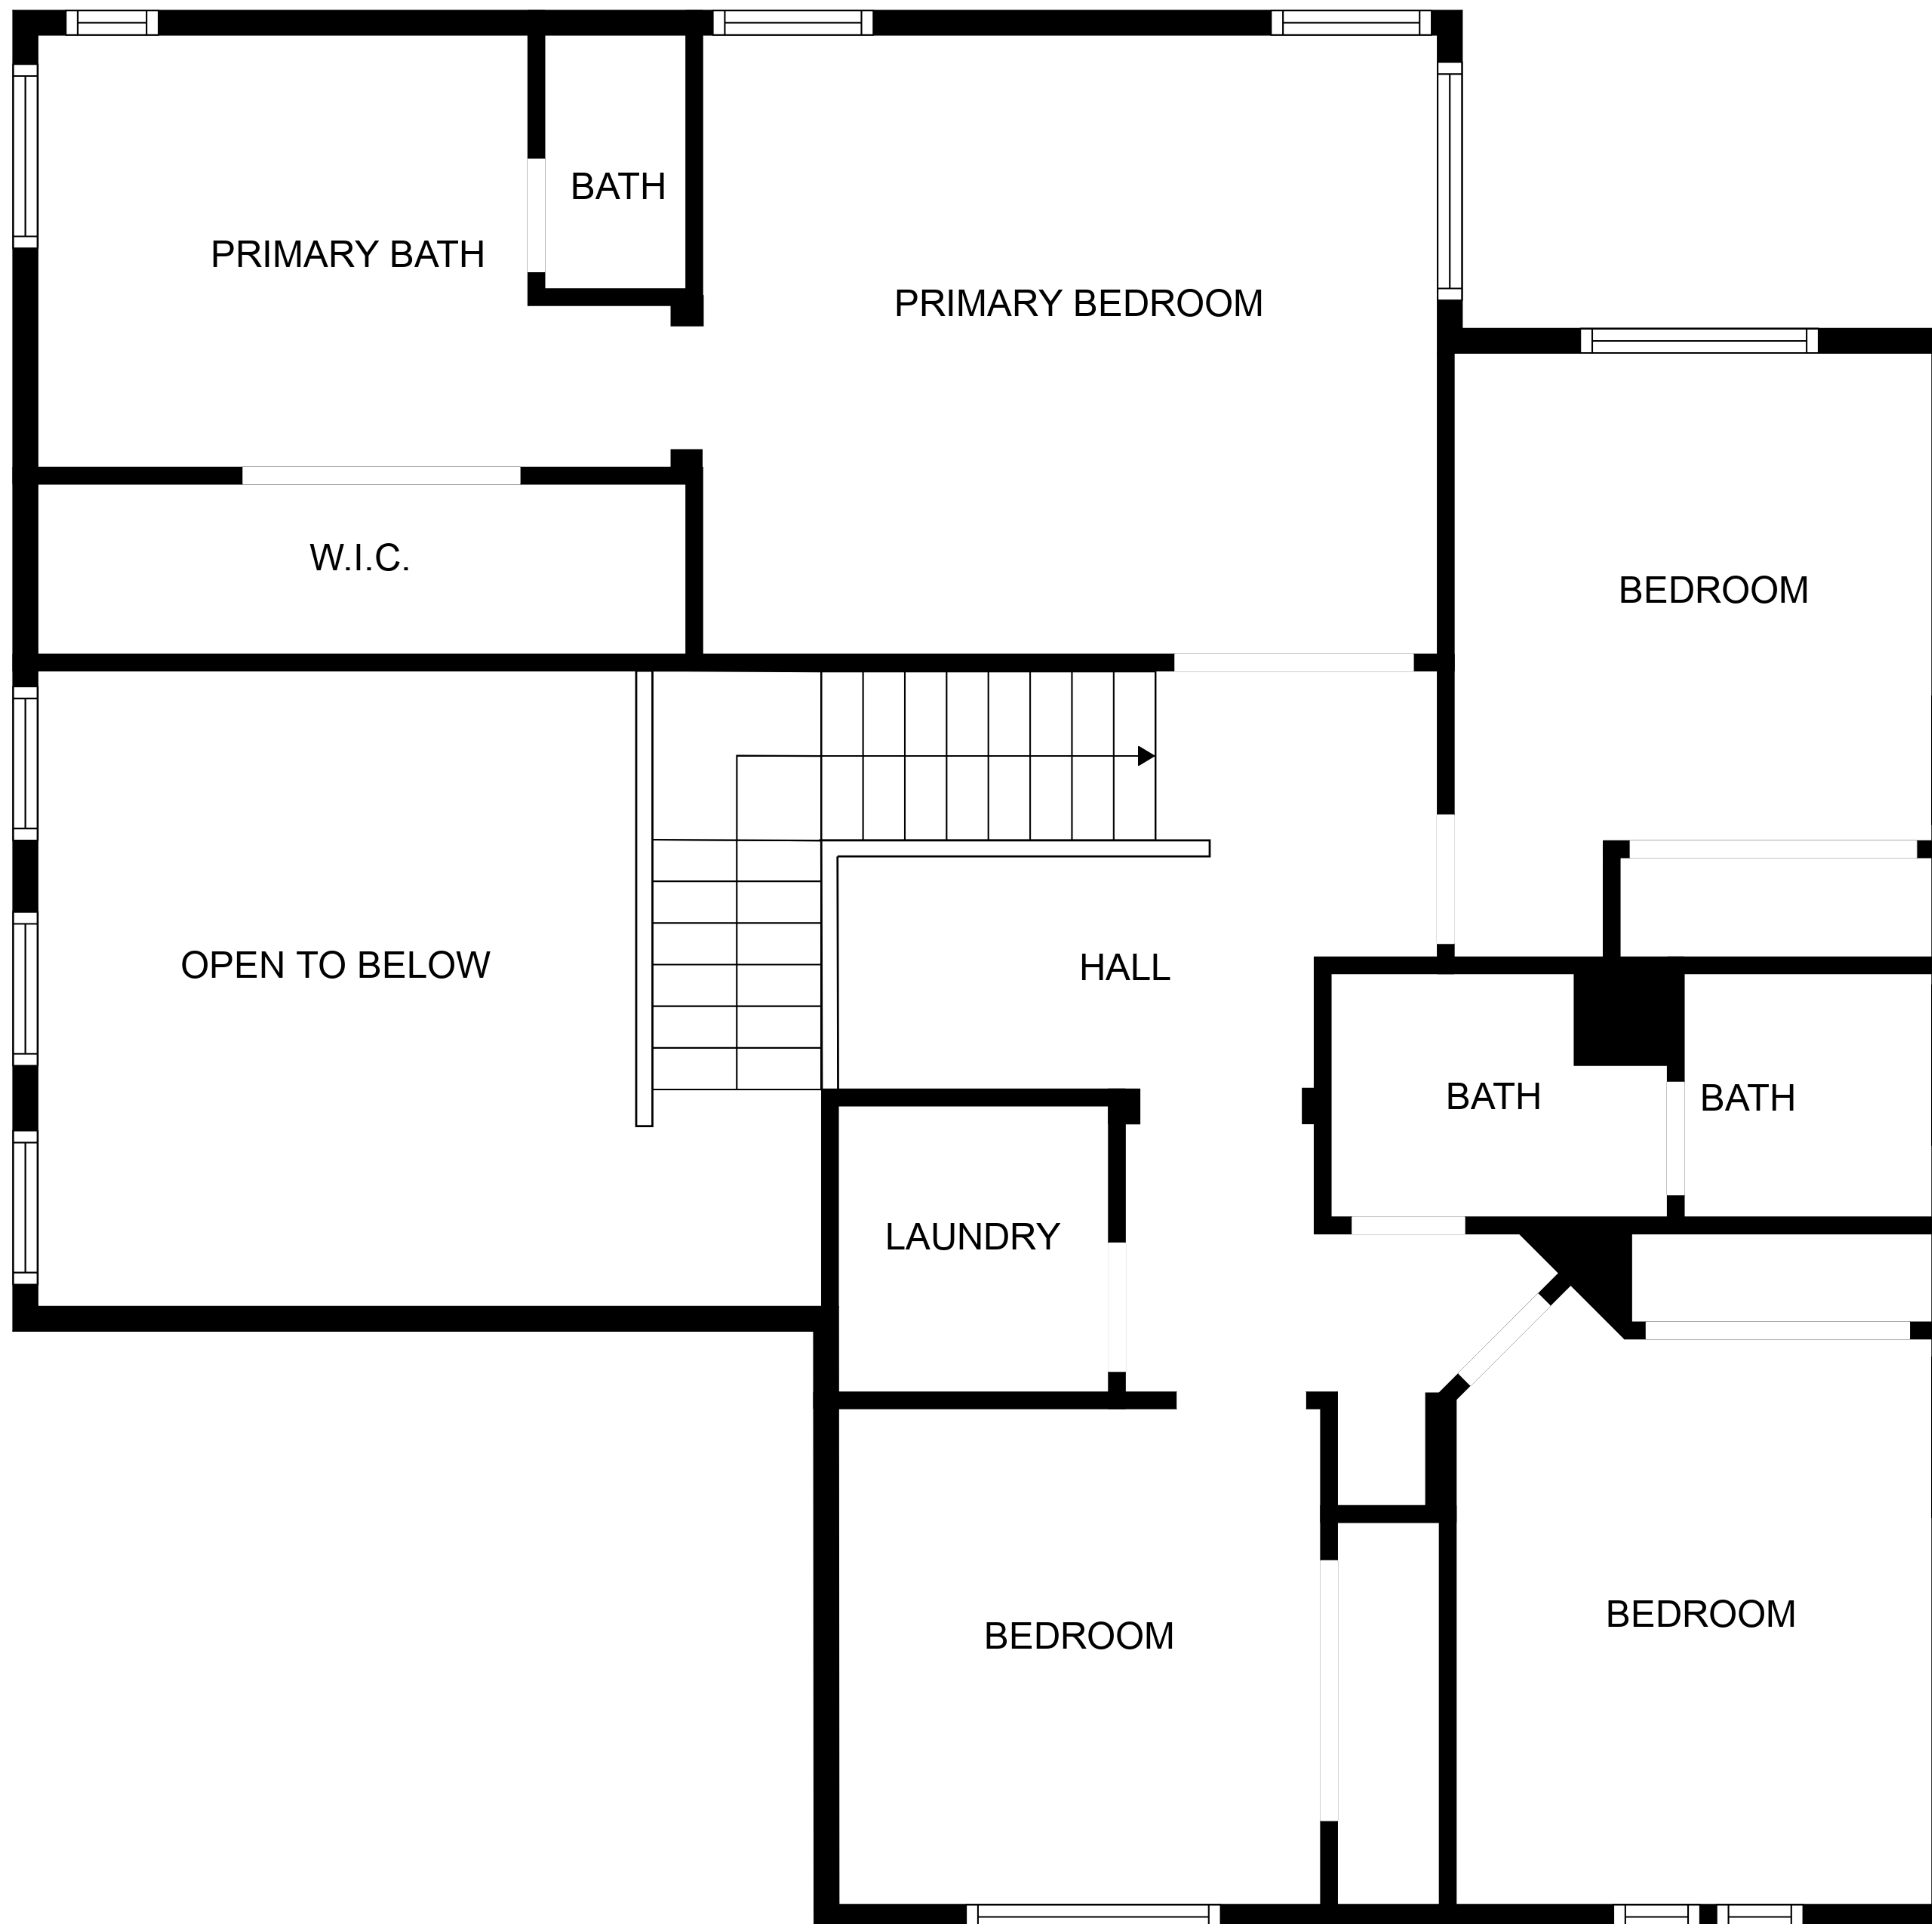 BATH
PRIMARY BATH
PRIMARY BEDROOM
W.I.C.
BEDROOM
OPEN TO BELOW
HALL
BATH
BATH
LAUNDRY
BEDROOM
BEDROOM